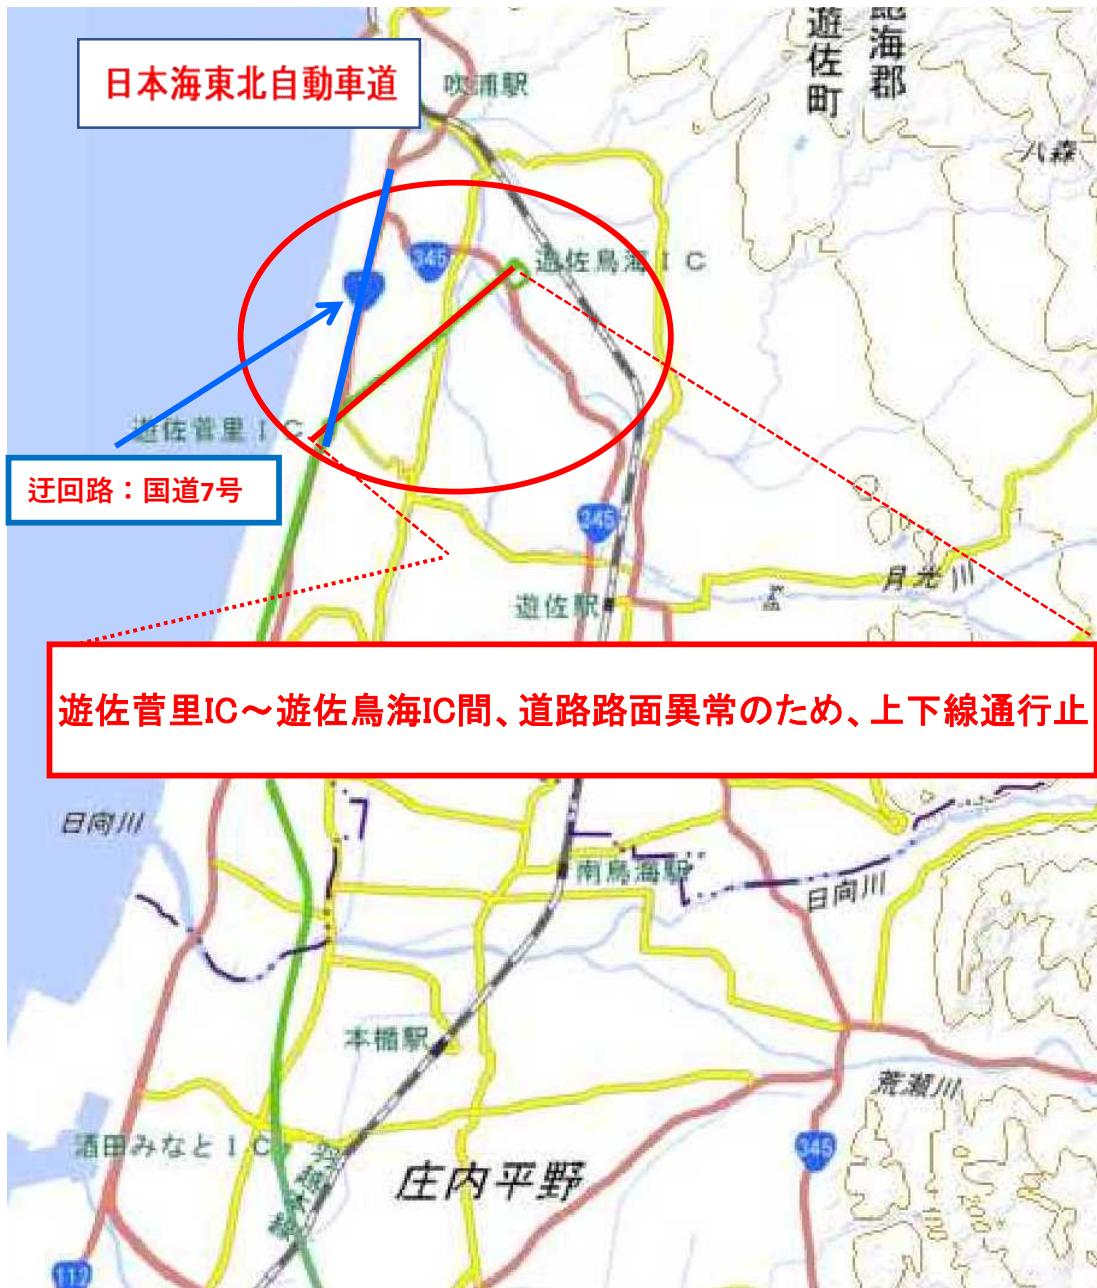 飽海郡
遊佐町
日本海東北自動車道
吹浦駅
八森
345
遊佐鳥海IC
遊佐菅里IC
迂回路：国道7号
345
月光川
遊佐駅
遊佐菅里IC～遊佐鳥海IC間、道路路面異常のため、上下線通行止
日向川
南鳥海駅
日向川
本楯駅
荒瀬川
酒田みなとIC
羽越本線
345
庄内平野
112